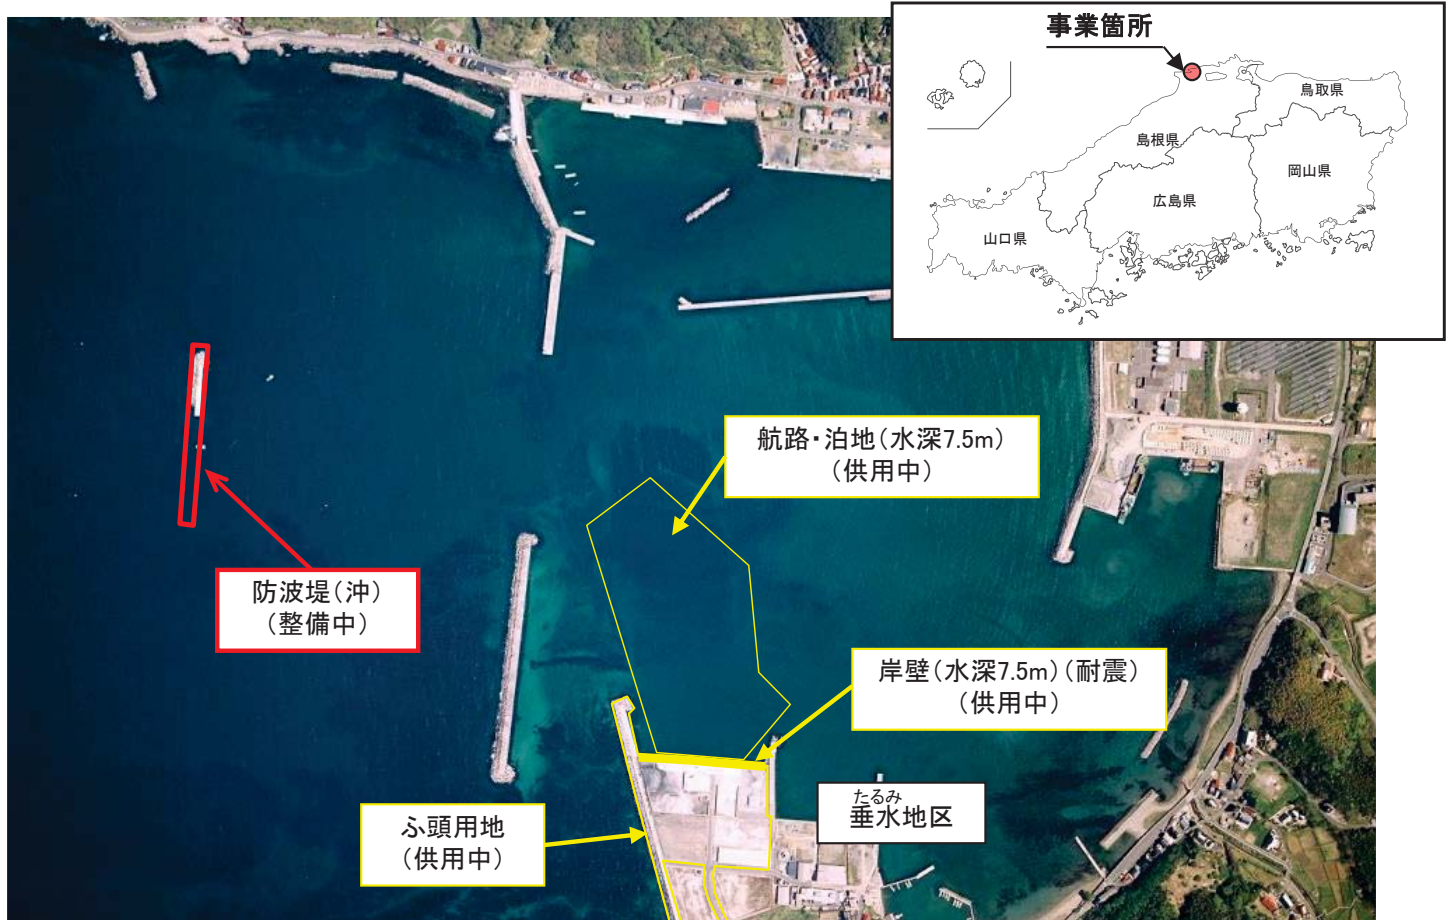 事業箇所
鳥取県
島根県
岡山県
広島県
山口県
航路・泊地（水深7.5m）
（供用中）
防波堤（沖）
（整備中）
岸壁（水深7.5m）（耐震）
（供用中）
たるみ
垂水地区
ふ頭用地
（供用中）